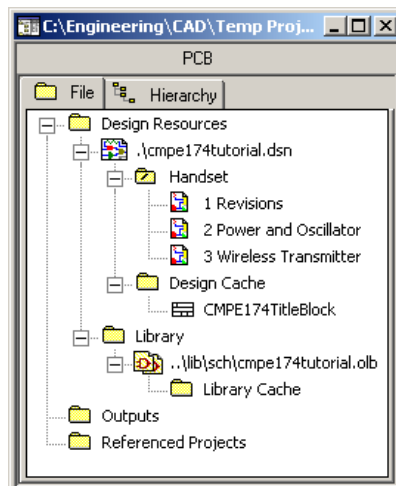 C:\Engineering\CAD\Temp Proj...
PCB
File
Hierarchy
Design Resources
.\cmpe174tutorial.dsn
Handset
1 Revisions
2 Power and Oscillator
3 Wireless Transmitter
Design Cache
CMPE174TitleBlock
Library
..\lib\sch\cmpe174tutorial.olb
Library Cache
Outputs
Referenced Projects